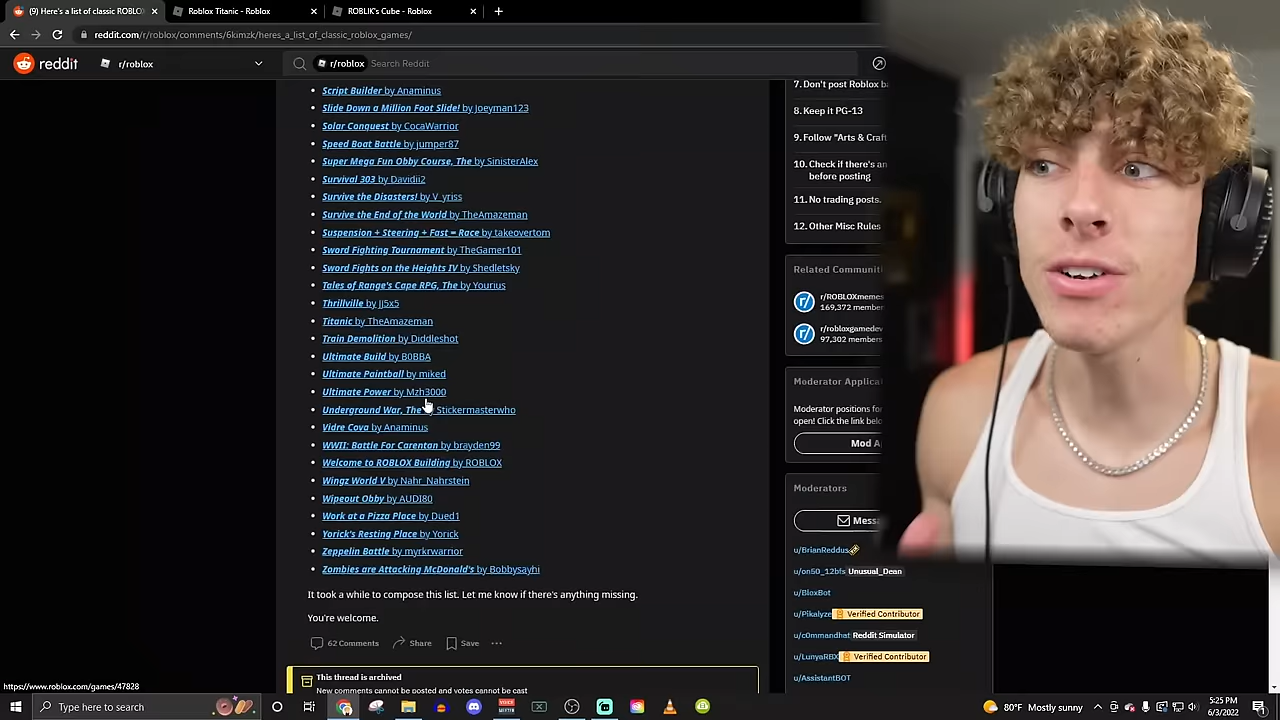 (9) Here's a list of classic ROBLO
Roblox Titanic - Roblox
ROBLIK's Cube - Roblox
reddit.com/r/roblox/comments/6kimzk/heres_a_list_of_classic_roblox_games/
reddit
r/roblox
r/roblox
Search Reddit
Script Builder by Anaminus
Slide Down a Million Foot Slide! by Joeyman123
Solar Conquest by CocaWarrior
Speed Boat Battle by jumper87
Super Mega Fun Obby Course, The by SinisterAlex
Survival 303 by Davidii2
Survive the Disasters! by V_yriss
Survive the End of the World by TheAmazeman
Suspension + Steering + Fast = Race by takeovertom
Sword Fighting Tournament by TheGamer101
Sword Fights on the Heights IV by Shedletsky
Tales of Range's Cape RPG, The by Yourius
Thrillville by jj5x5
Titanic by TheAmazeman
Train Demolition by Diddleshot
Ultimate Build by B0BBA
Ultimate Paintball by miked
Ultimate Power by Mzh3000
Underground War, The Stickermasterwho
Vidre Cova by Anaminus
WWII: Battle For Carentan by brayden99
Welcome to ROBLOX Building by ROBLOX
Wingz World V by Nabr_Nahrstein
Wipeout Obby by AUDI80
Work at a Pizza Place by Dued1
Yorick's Resting Place by Yorick
Zeppelin Battle by myrkrwarrior
Zombies are Attacking McDonald's by Bobbysayhi
It took a while to compose this list. Let me know if there's anything missing.
You're welcome.
62 Comments
Share
Save
This thread is archived
New comments cannot be posted and votes cannot be cast
7. Don't post Roblox b
8. Keep it PG-13
9. Follow "Arts & Craft
10. Check if there's an
before posting
11. No trading posts.
12. Other Misc Rules
Related Communiti
r/ROBLOXmemes
169,372 member
r/robloxgamedev
97,302 members
Moderator Applica
Moderator positions for
open! Click the link belo
Mod A
Moderators
Messa
u/BrianReddus
u/on50_12bfs Unusual_Dean
u/BloxBot
u/Pikalyze Verified Contributor
u/c0mmandhat Reddit Simulator
u/LunyaRBX Verified Contributor
u/AssistantBOT
https://www.roblox.com/games/47828
Type here to search
VOICE
80°F Mostly sunny
5:25 PM
6/3/2022